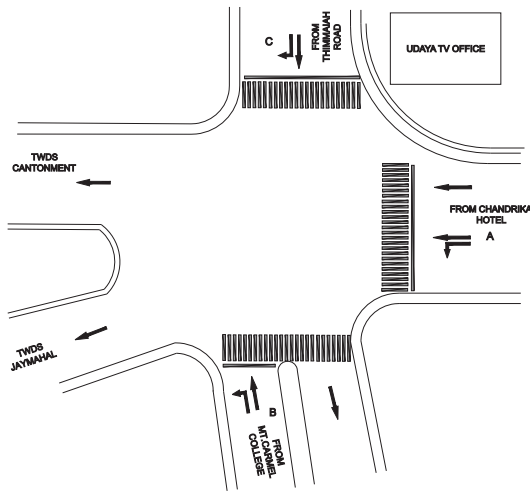 C
FROM
THIMMAIAH
ROAD
UDAYA TV OFFICE
TWDS
CANTONMENT
FROM CHANDRIKA
HOTEL
A
TWDS
JAYMAHAL
B
FROM
MT.CARMEL
COLLEGE